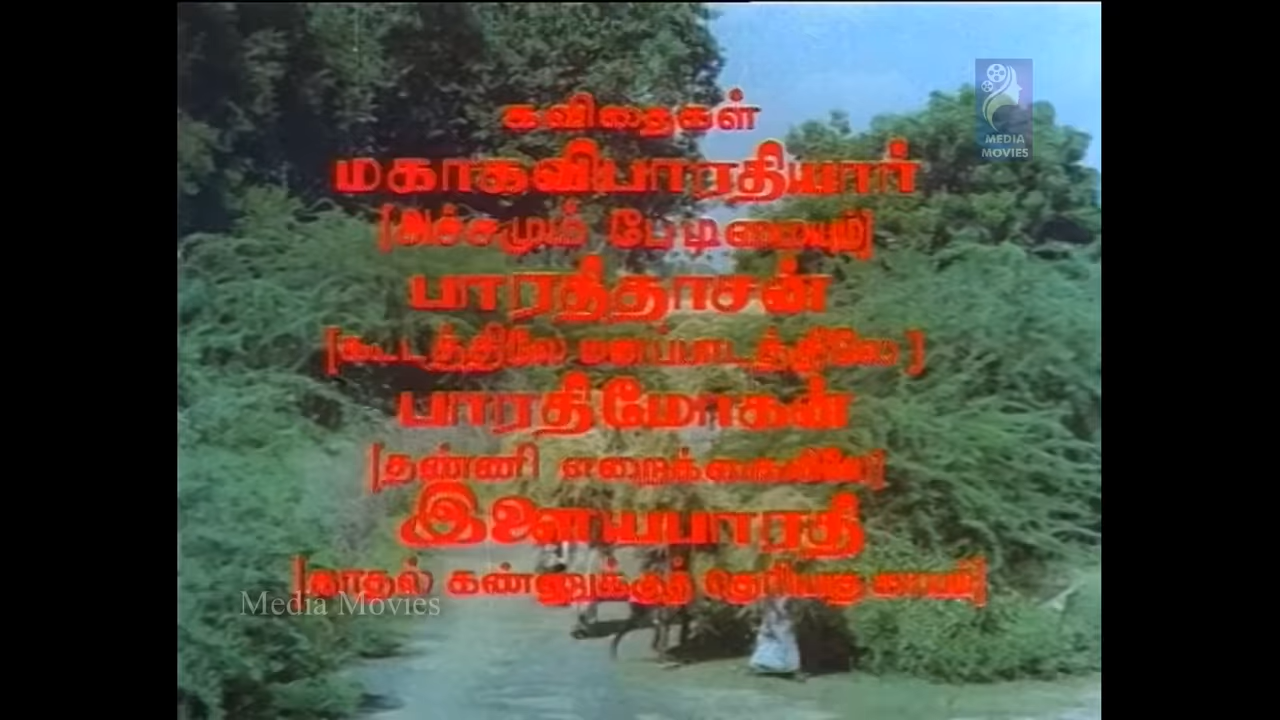 MEDIA
MOVIES
கவிதைகள்
மகாகவிபாரதியார்
[அச்சமும் பேடிமையும்]
பாரதிதாசன்
[கூடத்திலே மனப்பாடத்திலே]
பாரதிமோகன்
[தண்ணி எறைக்கையிலே]
இளையபாரதி
[காதல் கண்ணுக்குத்
Media Movies